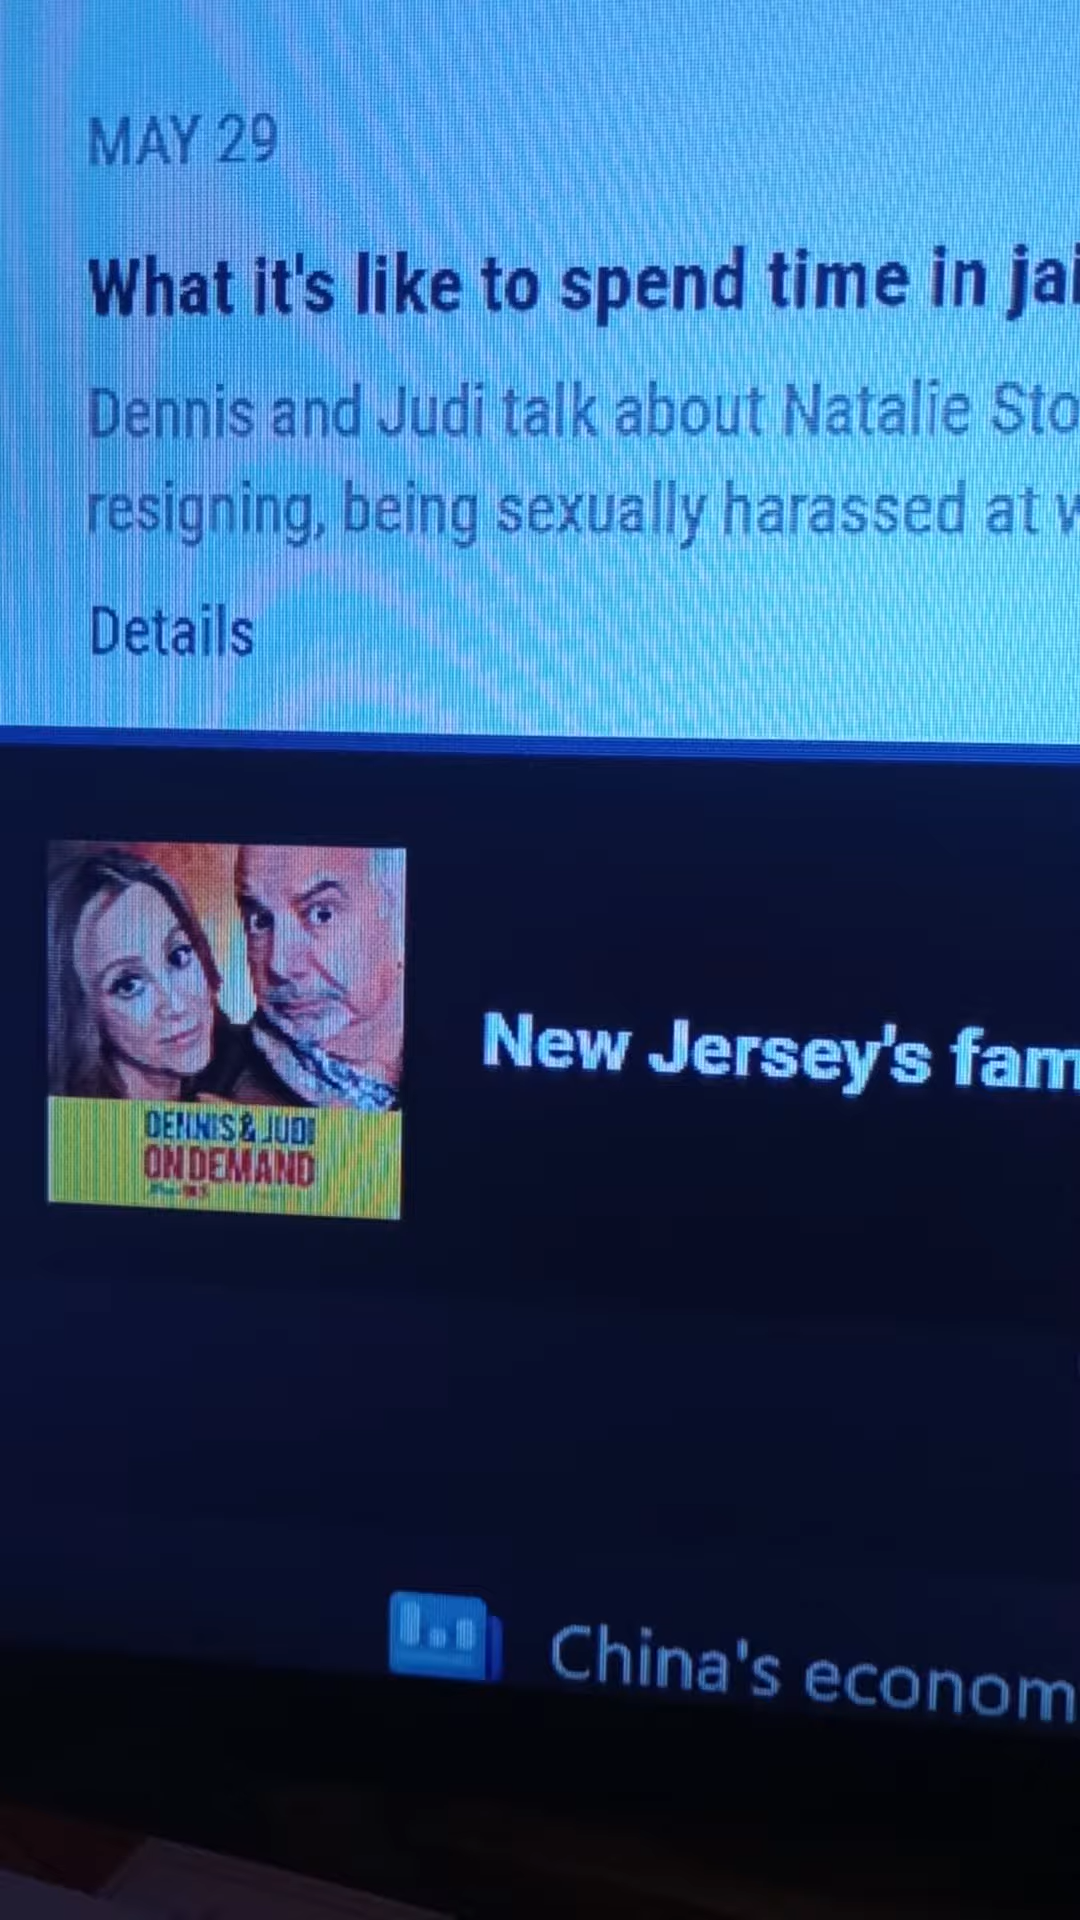 MAY 29
What it's like to spend time in jai
Dennis and Judi talk about Natalie Sto
resigning, being sexually harassed at w
Details
New Jersey's fam
DENNIS & JUDI
ON DEMAND
China's econom